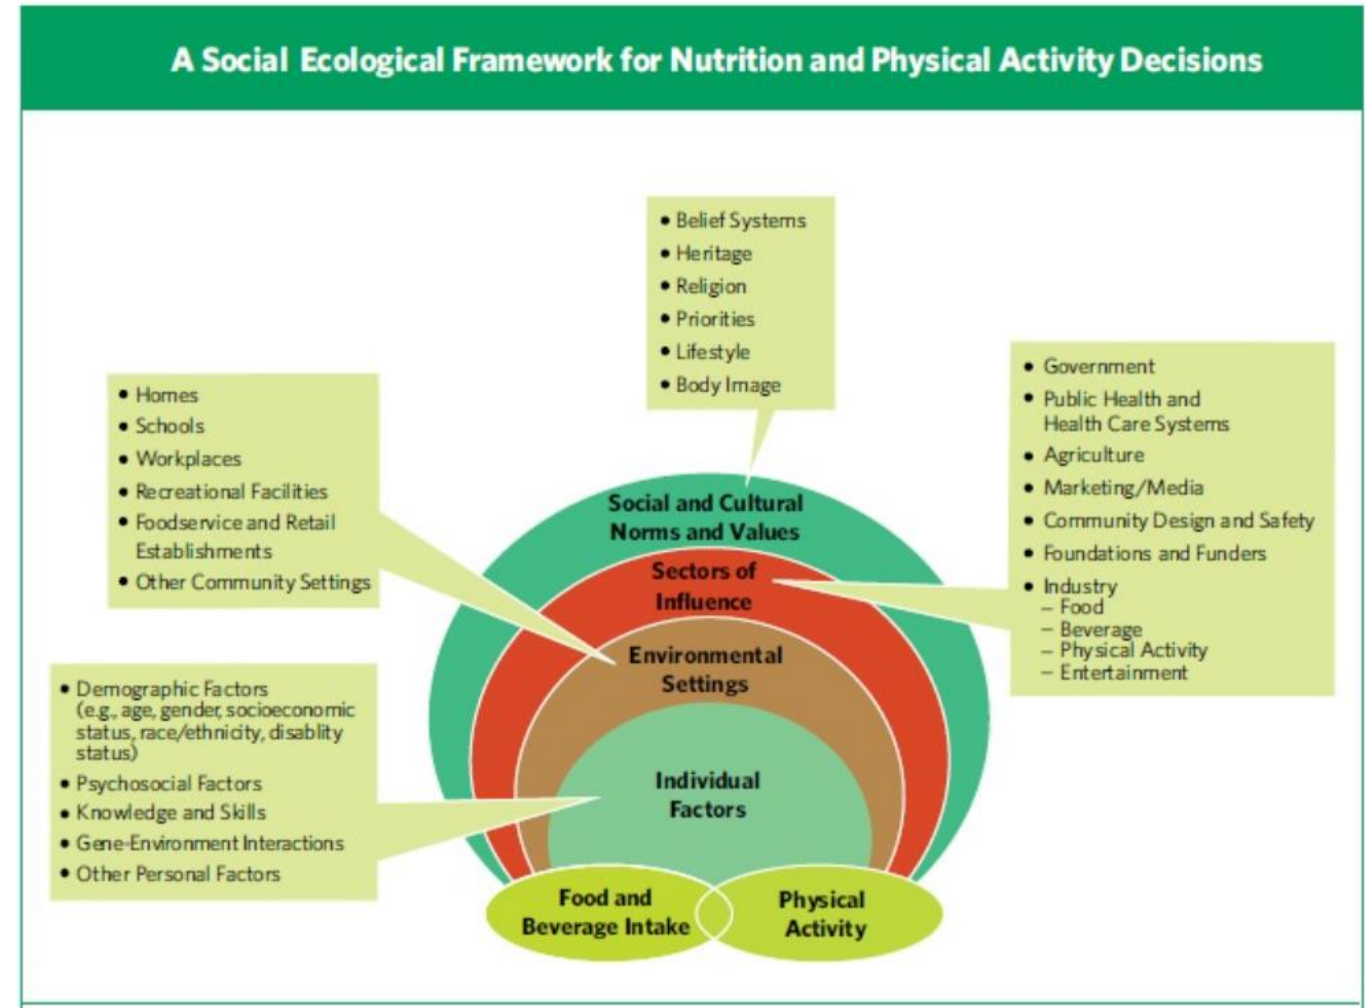 A Social Ecological Framework for Nutrition and Physical Activity Decisions
• Belief Systems
• Heritage
• Religion
• Priorities
• Lifestyle
• Body Image
• Homes
• Schools
• Workplaces
• Recreational Facilities
• Foodservice and Retail
Establishments
• Other Community Settings
• Government
• Public Health and
Health Care Systems
• Agriculture
• Marketing/Media
• Community Design and Safety
• Foundations and Funders
• Industry
– Food
– Beverage
– Physical Activity
– Entertainment
• Demographic Factors
(e.g., age, gender, socioeconomic
status, race/ethnicity, disablity
status)
• Psychosocial Factors
• Knowledge and Skills
• Gene-Environment Interactions
• Other Personal Factors
Social and Cultural
Norms and Values
Sectors of
Influence
Environmental
Settings
Individual
Factors
Food and
Beverage Intake
Physical
Activity